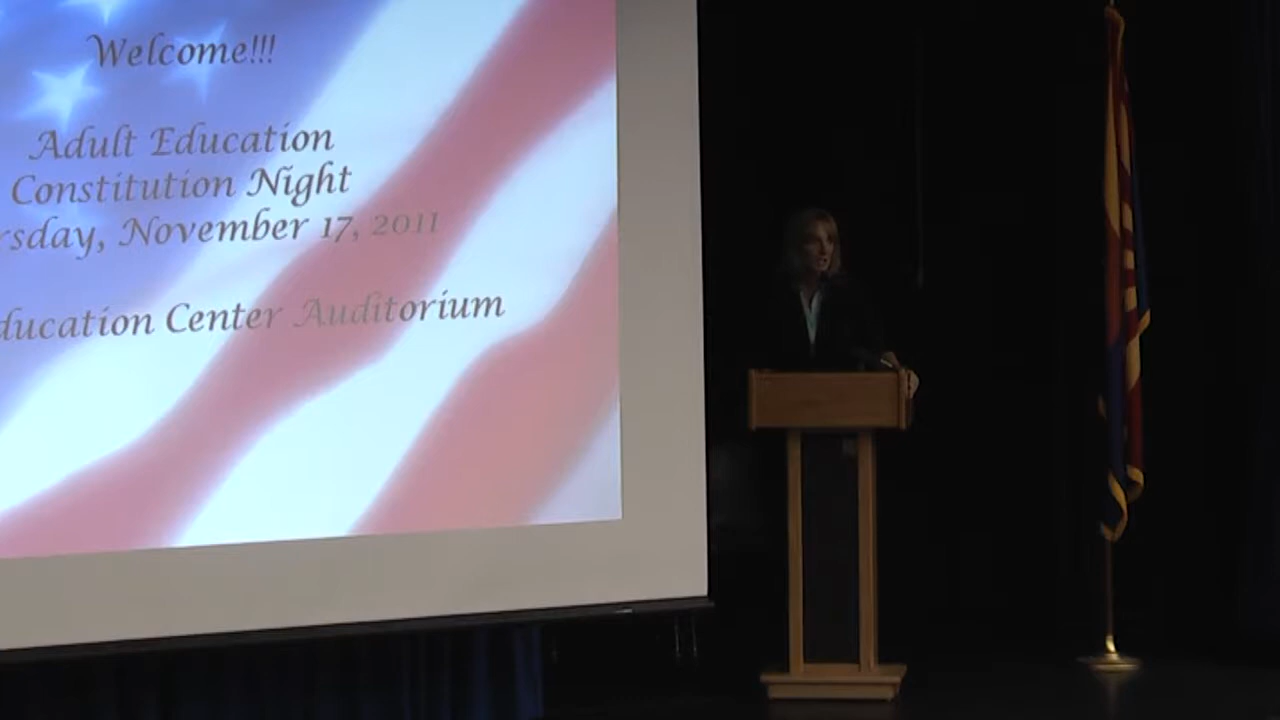 Welcome!!!
Adult Education
Constitution Night
rsday, November 17, 2011
ducation Center Auditorium